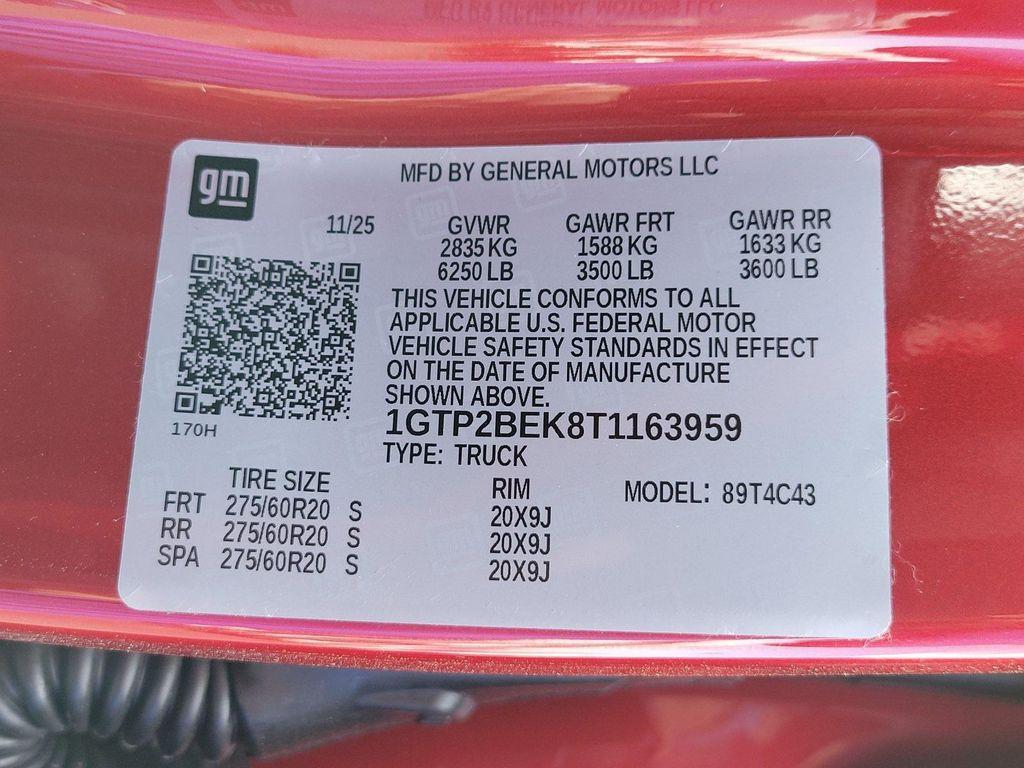 gm
MFD BY GENERAL MOTORS LLC
11/25
GVWR GAWR FRT GAWR RR
2835 KG 1588 KG 1633 KG
6250 LB 3500 LB 3600 LB
THIS VEHICLE CONFORMS TO ALL
APPLICABLE U.S. FEDERAL MOTOR
VEHICLE SAFETY STANDARDS IN EFFECT
ON THE DATE OF MANUFACTURE
SHOWN ABOVE.
170H
1GTP2BEK8T1163959
TYPE: TRUCK
TIRE SIZE RIM MODEL: 89T4C43
FRT 275/60R20 S 20X9J
RR 275/60R20 S 20X9J
SPA 275/60R20 S 20X9J